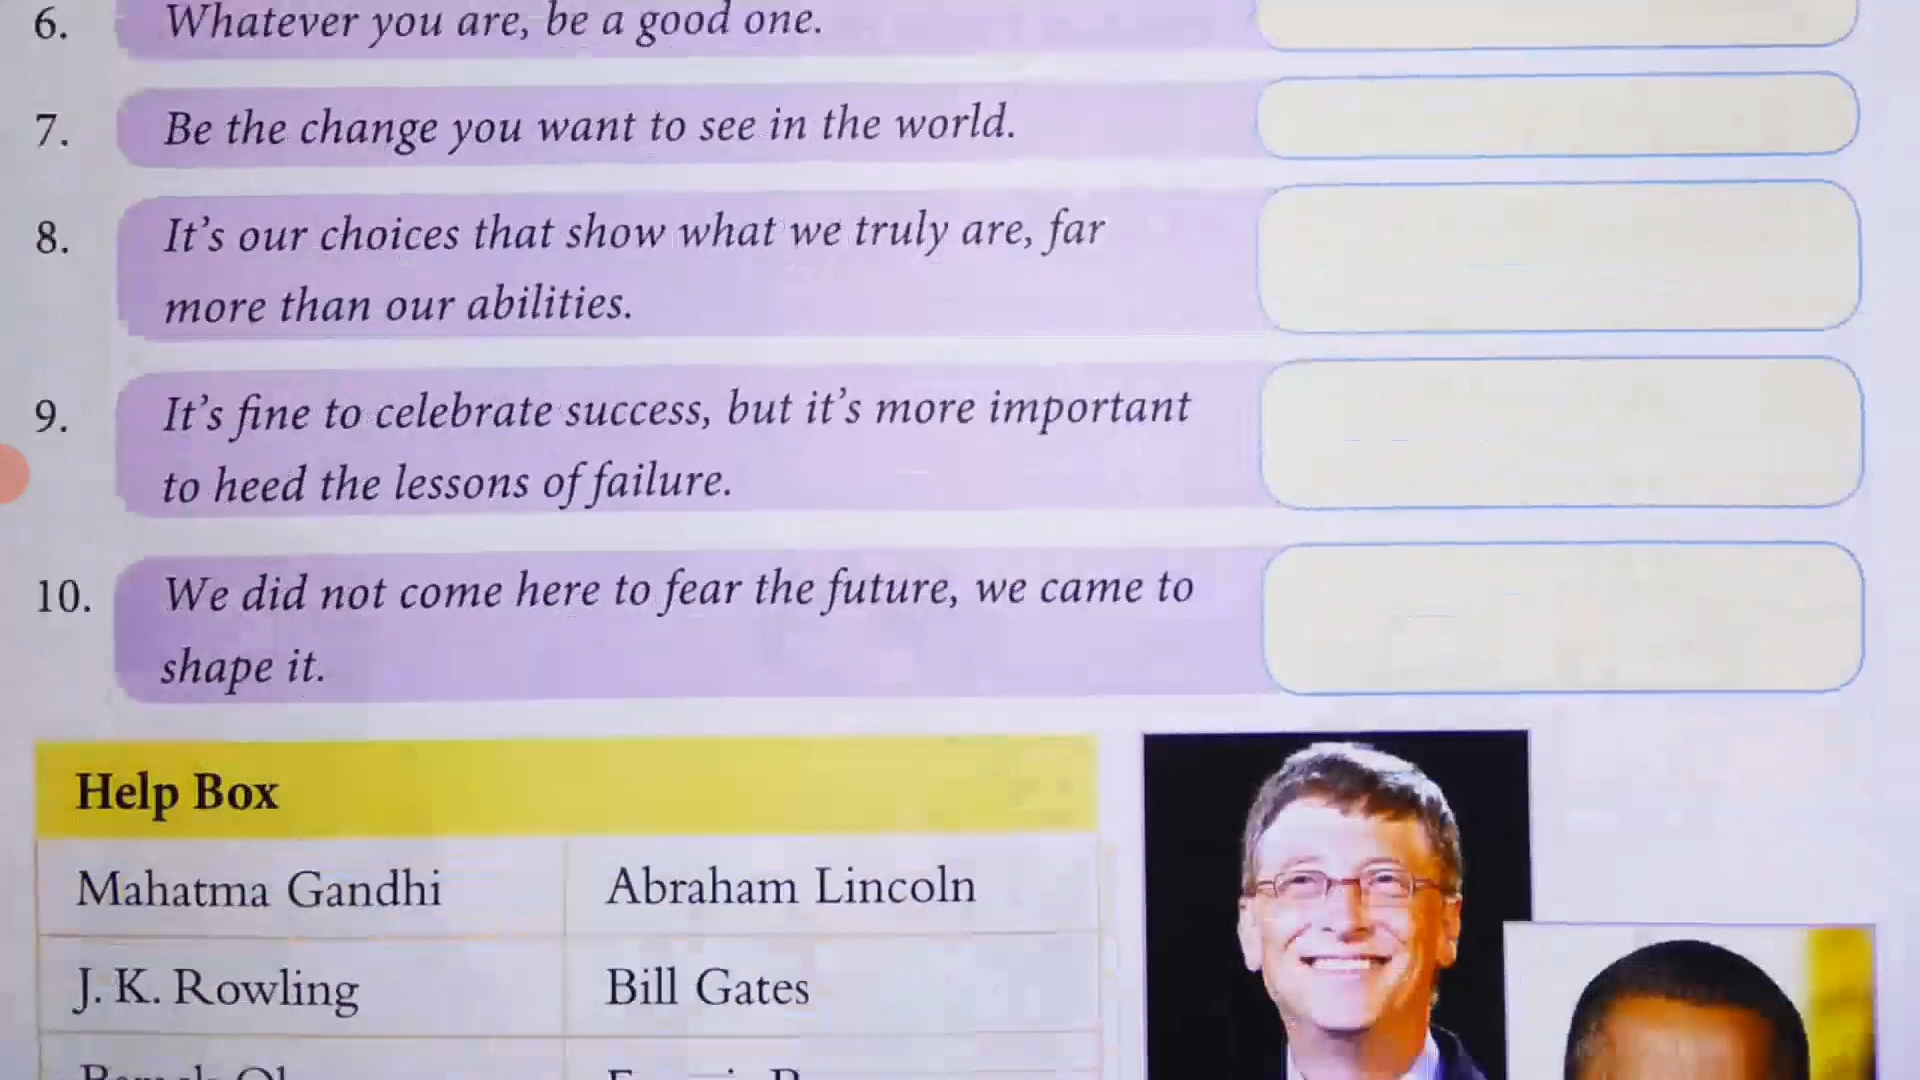 6. Whatever you are, be a good one.
7. Be the change you want to see in the world.
8. It's our choices that show what we truly are, far
more than our abilities.
9. It's fine to celebrate success, but it's more important
to heed the lessons of failure.
10. We did not come here to fear the future, we came to
shape it.
Help Box
Mahatma Gandhi Abraham Lincoln
J. K. Rowling Bill Gates